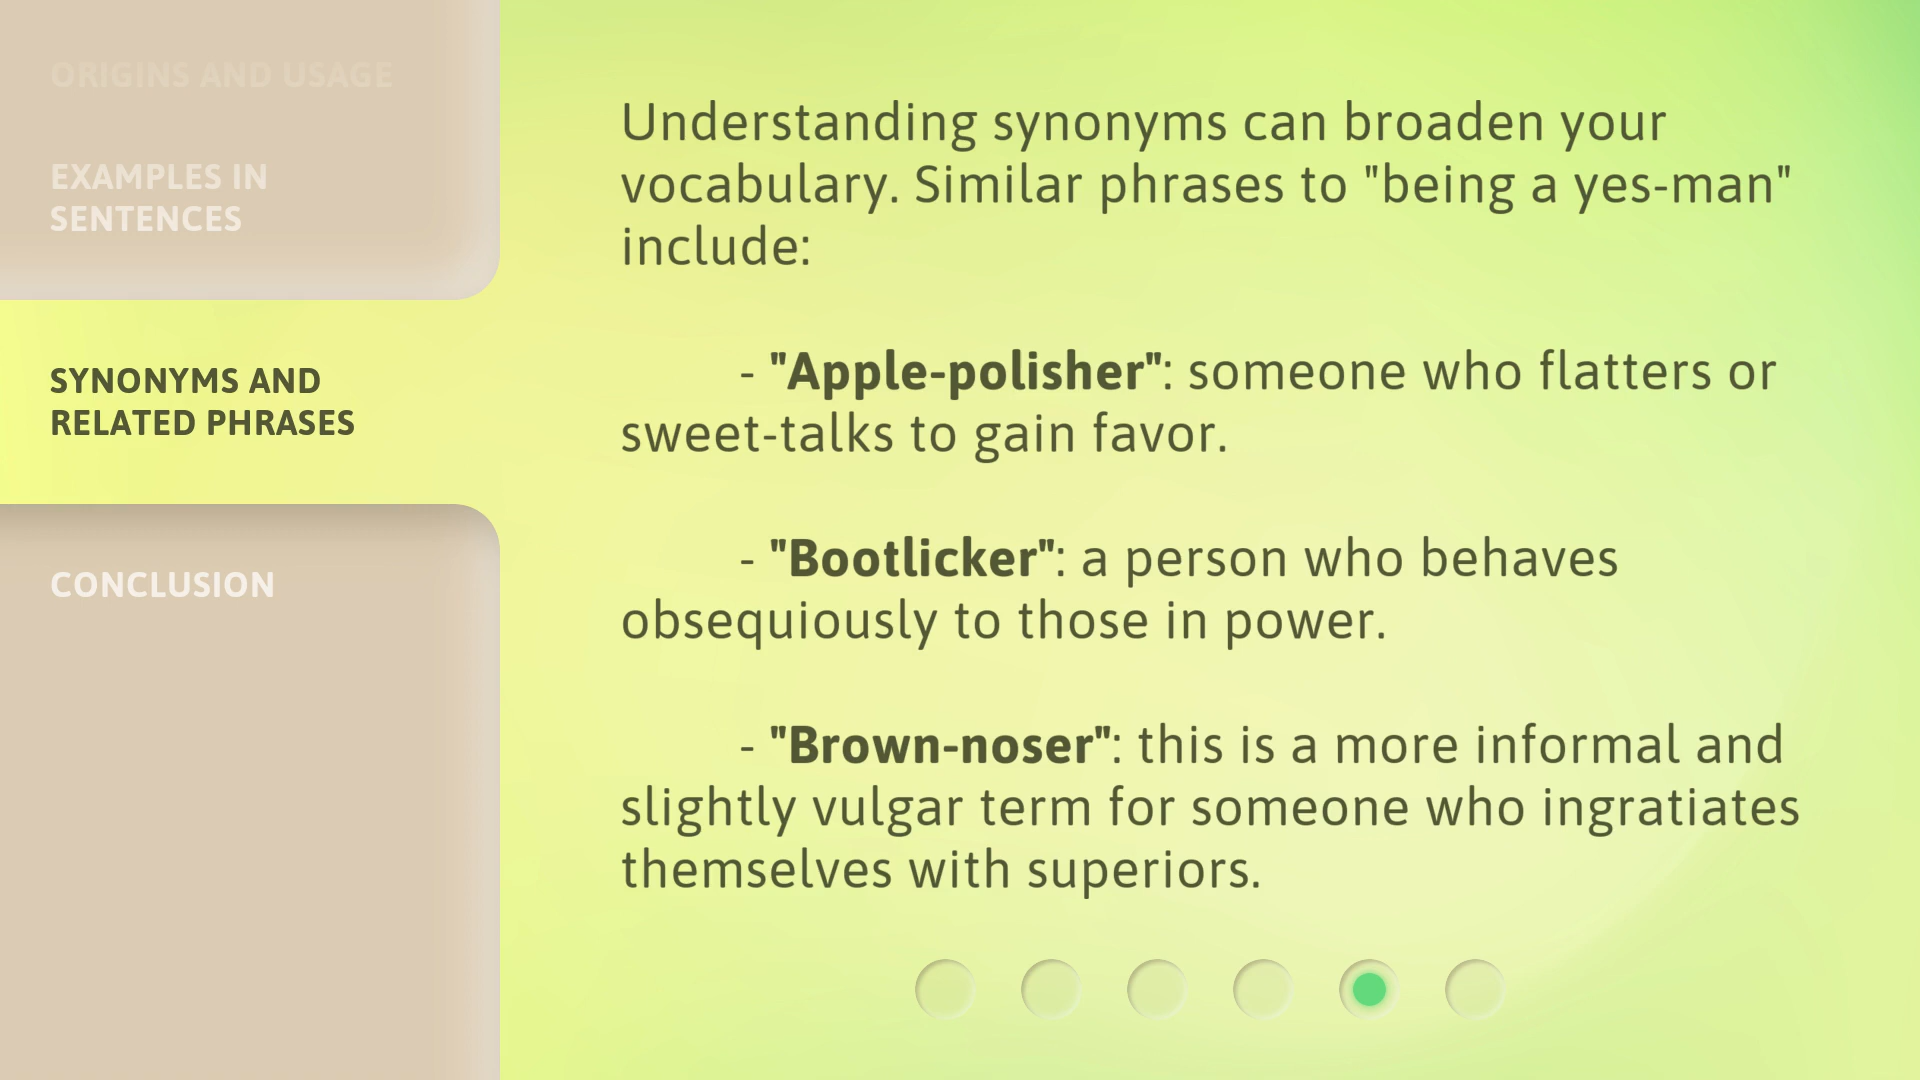 ORIGINS AND USAGE
EXAMPLES IN
SENTENCES
SYNONYMS AND
RELATED PHRASES
CONCLUSION
Understanding synonyms can broaden your
vocabulary. Similar phrases to "being a yes-man"
include:
- "Apple-polisher": someone who flatters or
sweet-talks to gain favor.
- "Bootlicker": a person who behaves
obsequiously to those in power.
- "Brown-noser": this is a more informal and
slightly vulgar term for someone who ingratiates
themselves with superiors.